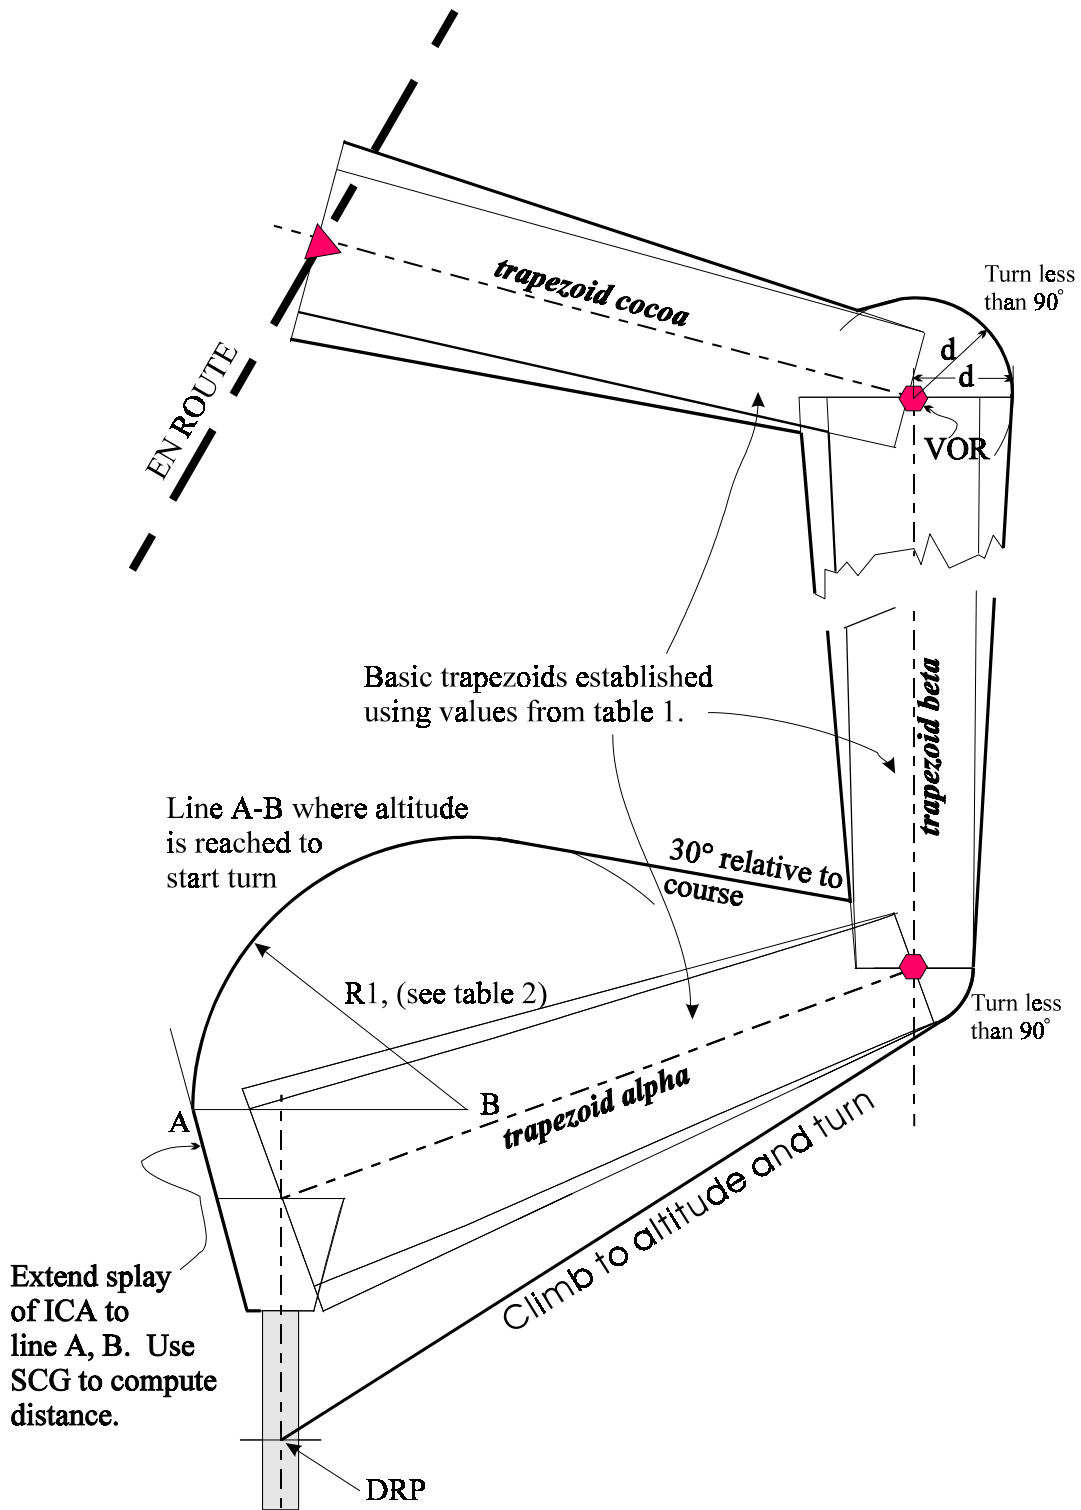 trapezoid cocoa
Turn less
than 90°
d
d
VOR
EN ROUTE
Basic trapezoids established
using values from table 1.
trapezoid beta
Line A-B where altitude
is reached to
start turn
30° relative to
course
R1, (see table 2)
Turn less
than 90°
A
B
trapezoid alpha
Climb to altitude and turn
Extend splay
of ICA to
line A, B. Use
SCG to compute
distance.
DRP